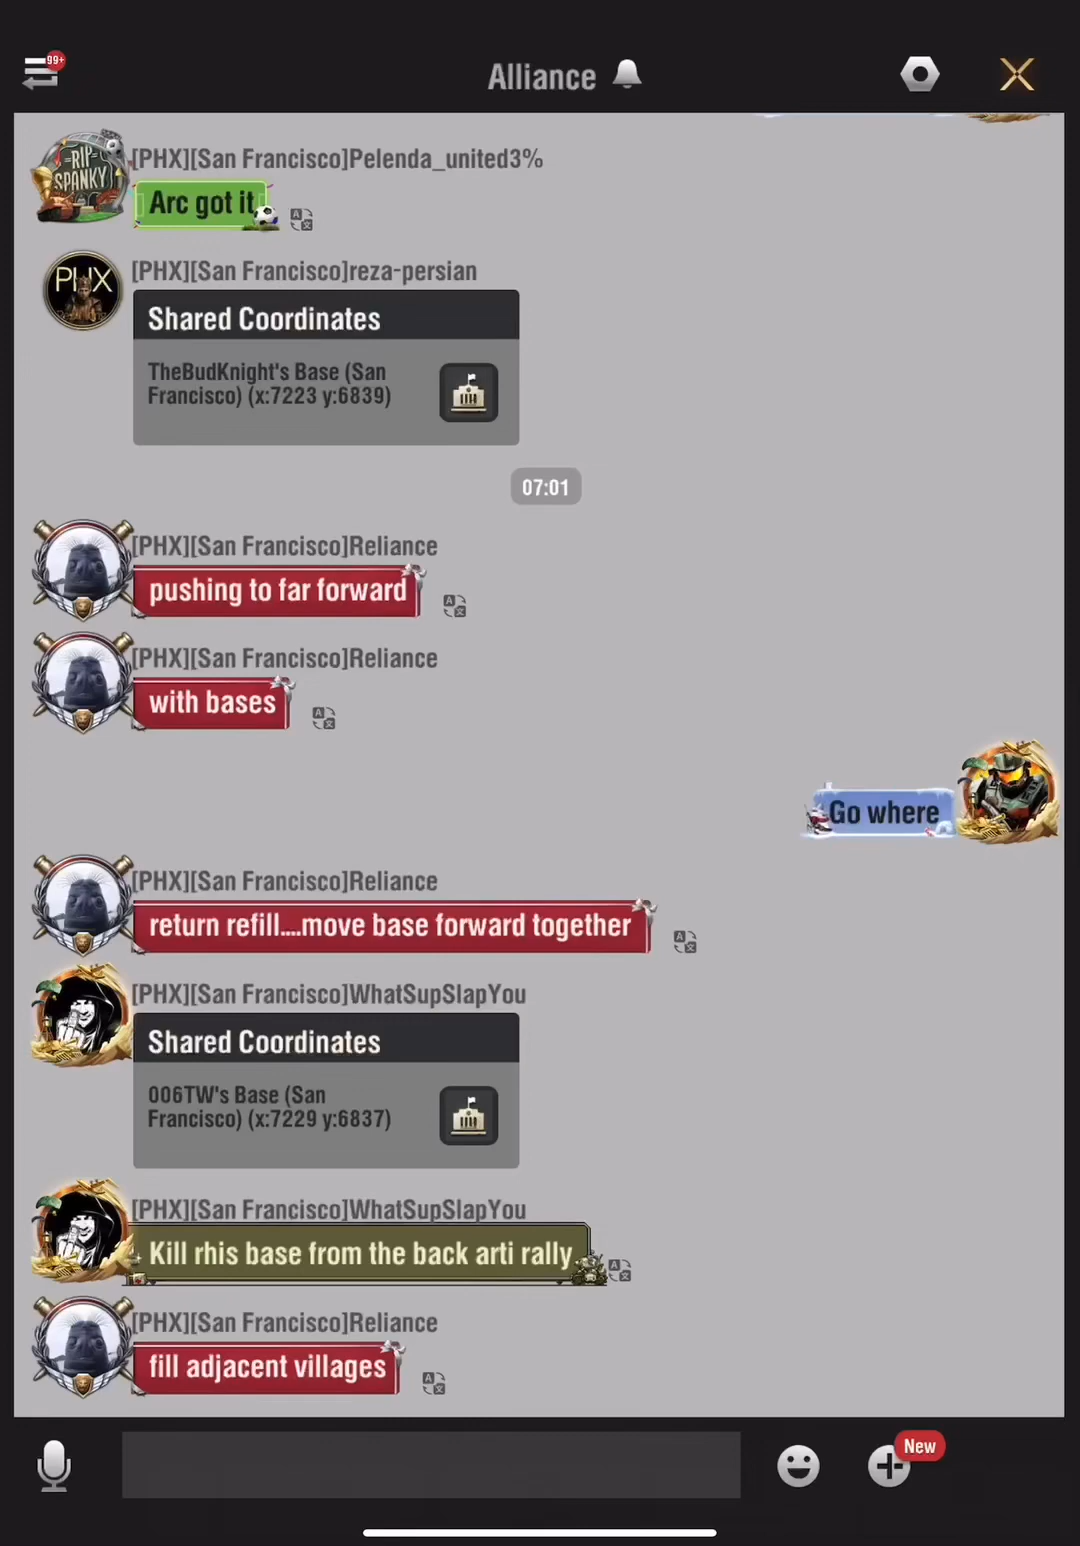 99+
Alliance
RIP
SPANKY
[PHX][San Francisco]Pelenda_united3%
Arc got it
PHX
[PHX][San Francisco]reza-persian
Shared Coordinates
TheBudKnight's Base (San
Francisco) (x:7223 y:6839)
07:01
[PHX][San Francisco]Reliance
pushing to far forward
[PHX][San Francisco]Reliance
with bases
Go where
[PHX][San Francisco]Reliance
return refill....move base forward together
[PHX][San Francisco]WhatSupSlapYou
Shared Coordinates
006TW's Base (San
Francisco) (x:7229 y:6837)
[PHX][San Francisco]WhatSupSlapYou
Kill rhis base from the back arti rally
[PHX][San Francisco]Reliance
fill adjacent villages
New